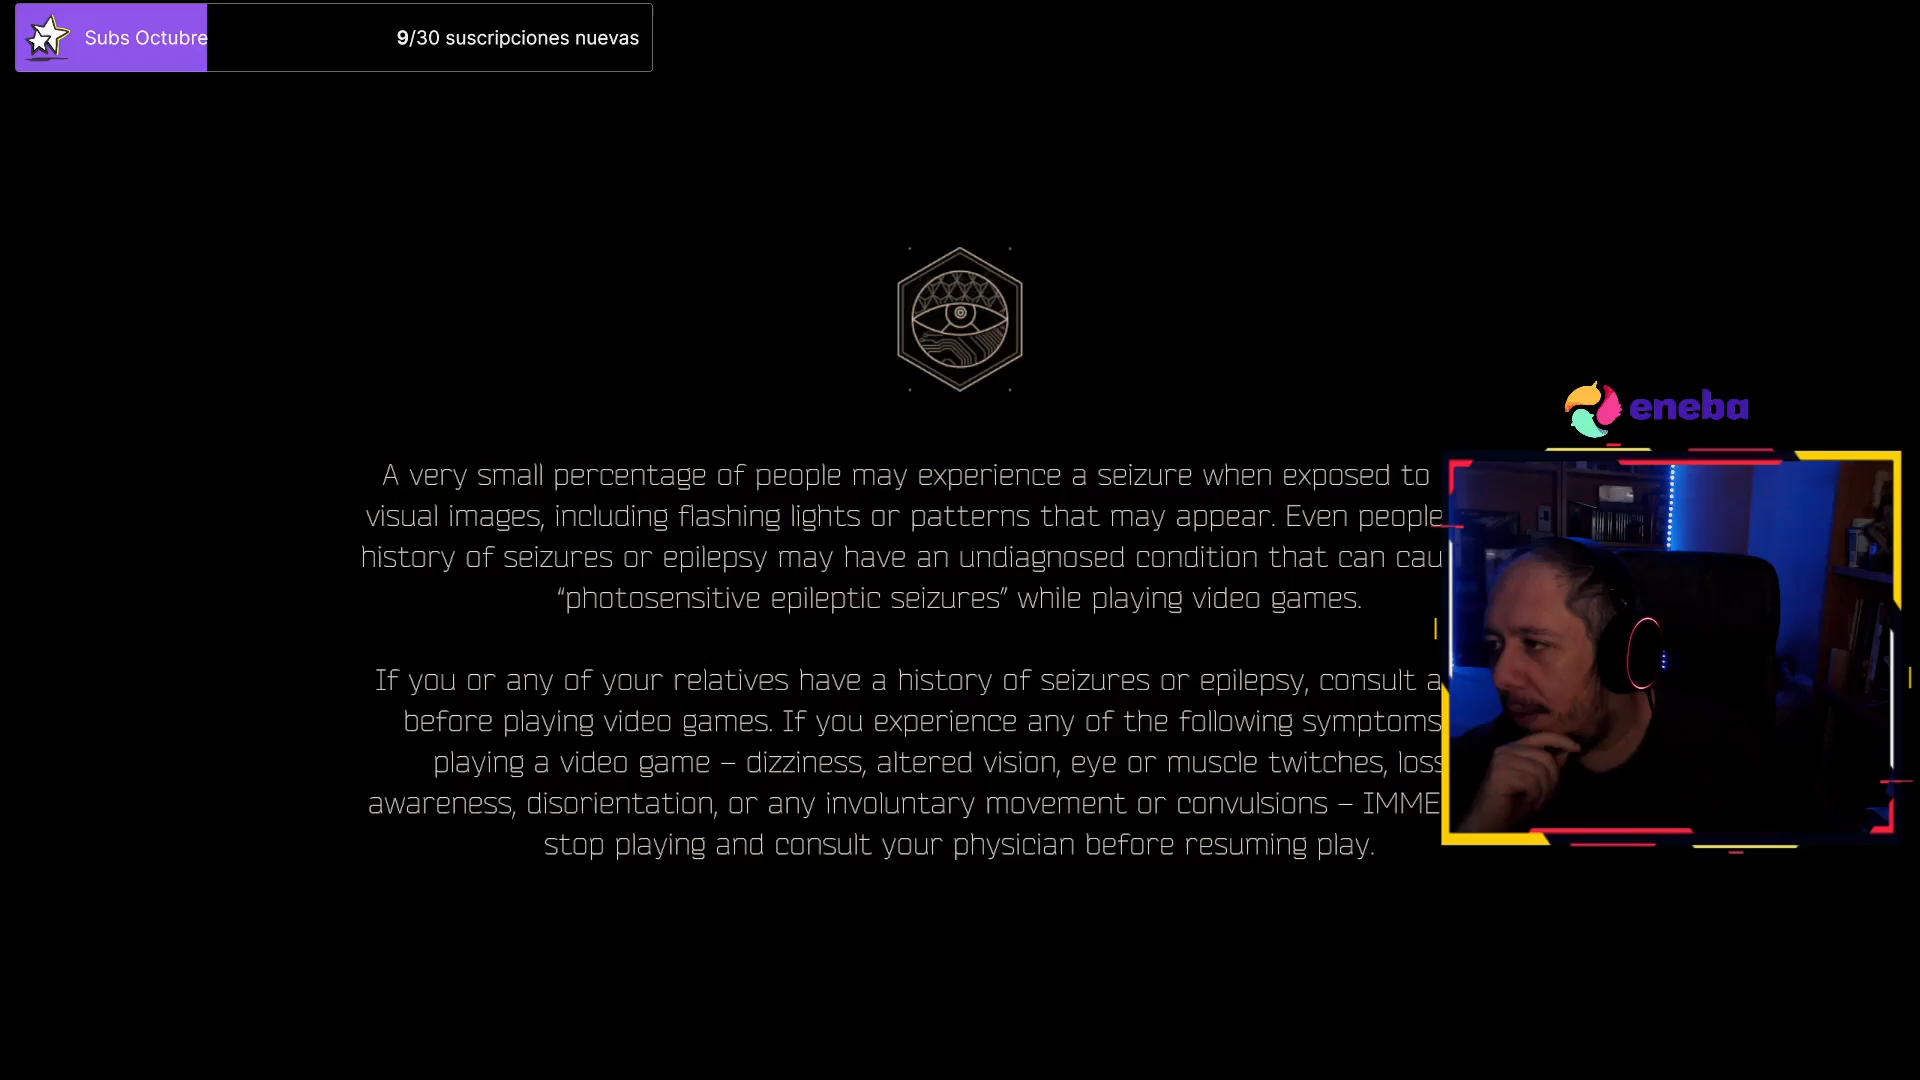 Subs Octubre
9/30 suscripciones nuevas
eneba
A very small percentage of people may experience a seizure when exposed to
visual images, including flashing lights or patterns that may appear. Even people
history of seizures or epilepsy may have an undiagnosed condition that can cau
“photosensitive epileptic seizures” while playing video games.
If you or any of your relatives have a history of seizures or epilepsy, consult a
before playing video games. If you experience any of the following symptoms
playing a video game – dizziness, altered vision, eye or muscle twitches, loss
awareness, disorientation, or any involuntary movement or convulsions – IMME
stop playing and consult your physician before resuming play.